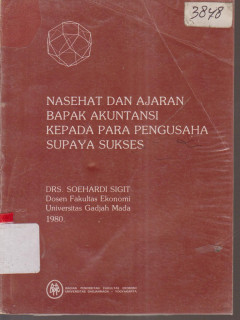 3848
NASEHAT DAN AJARAN
BAPAK AKUNTANSI
KEPADA PARA PENGUSAHA
SUPAYA SUKSES
DRS. SOEHARDI SIGIT
Dosen Fakultas Ekonomi
Universitas Gadjah Mada
1980.